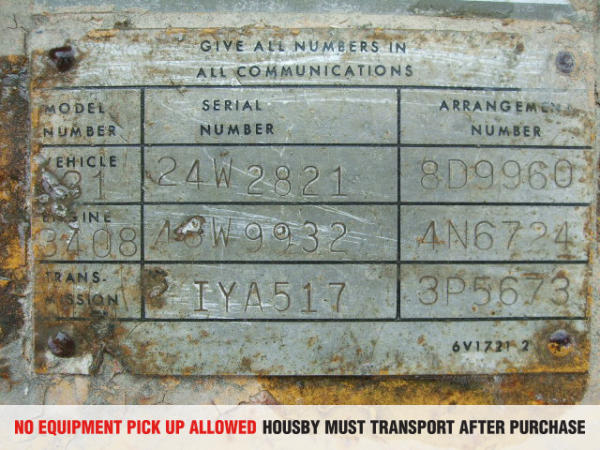 GIVE ALL NUMBERS IN
ALL COMMUNICATIONS
MODEL NUMBER SERIAL NUMBER ARRANGEMENT NUMBER
VEHICLE 24W2821 8D9960
ENGINE 3408 48W9932 4N6724
TRANS- MISSION IYA517 3P5673
6V1721 2
NO EQUIPMENT PICK UP ALLOWED HOUSBY MUST TRANSPORT AFTER PURCHASE